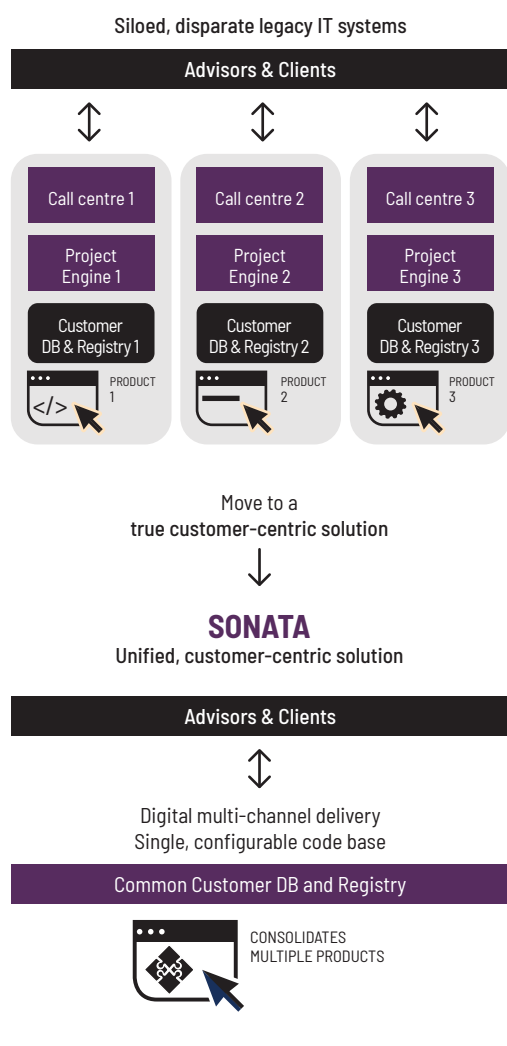 Siloed, disparate legacy IT systems
Advisors & Clients
Call centre 1
Project
Engine 1
Customer
DB & Registry 1
</>
PRODUCT
1
Call centre 2
Project
Engine 2
Customer
DB & Registry 2
PRODUCT
2
Call centre 3
Project
Engine 3
Customer
DB & Registry 3
PRODUCT
3
Move to a
true customer-centric solution
SONATA
Unified, customer-centric solution
Advisors & Clients
Digital multi-channel delivery
Single, configurable code base
Common Customer DB and Registry
CONSOLIDATES
MULTIPLE PRODUCTS